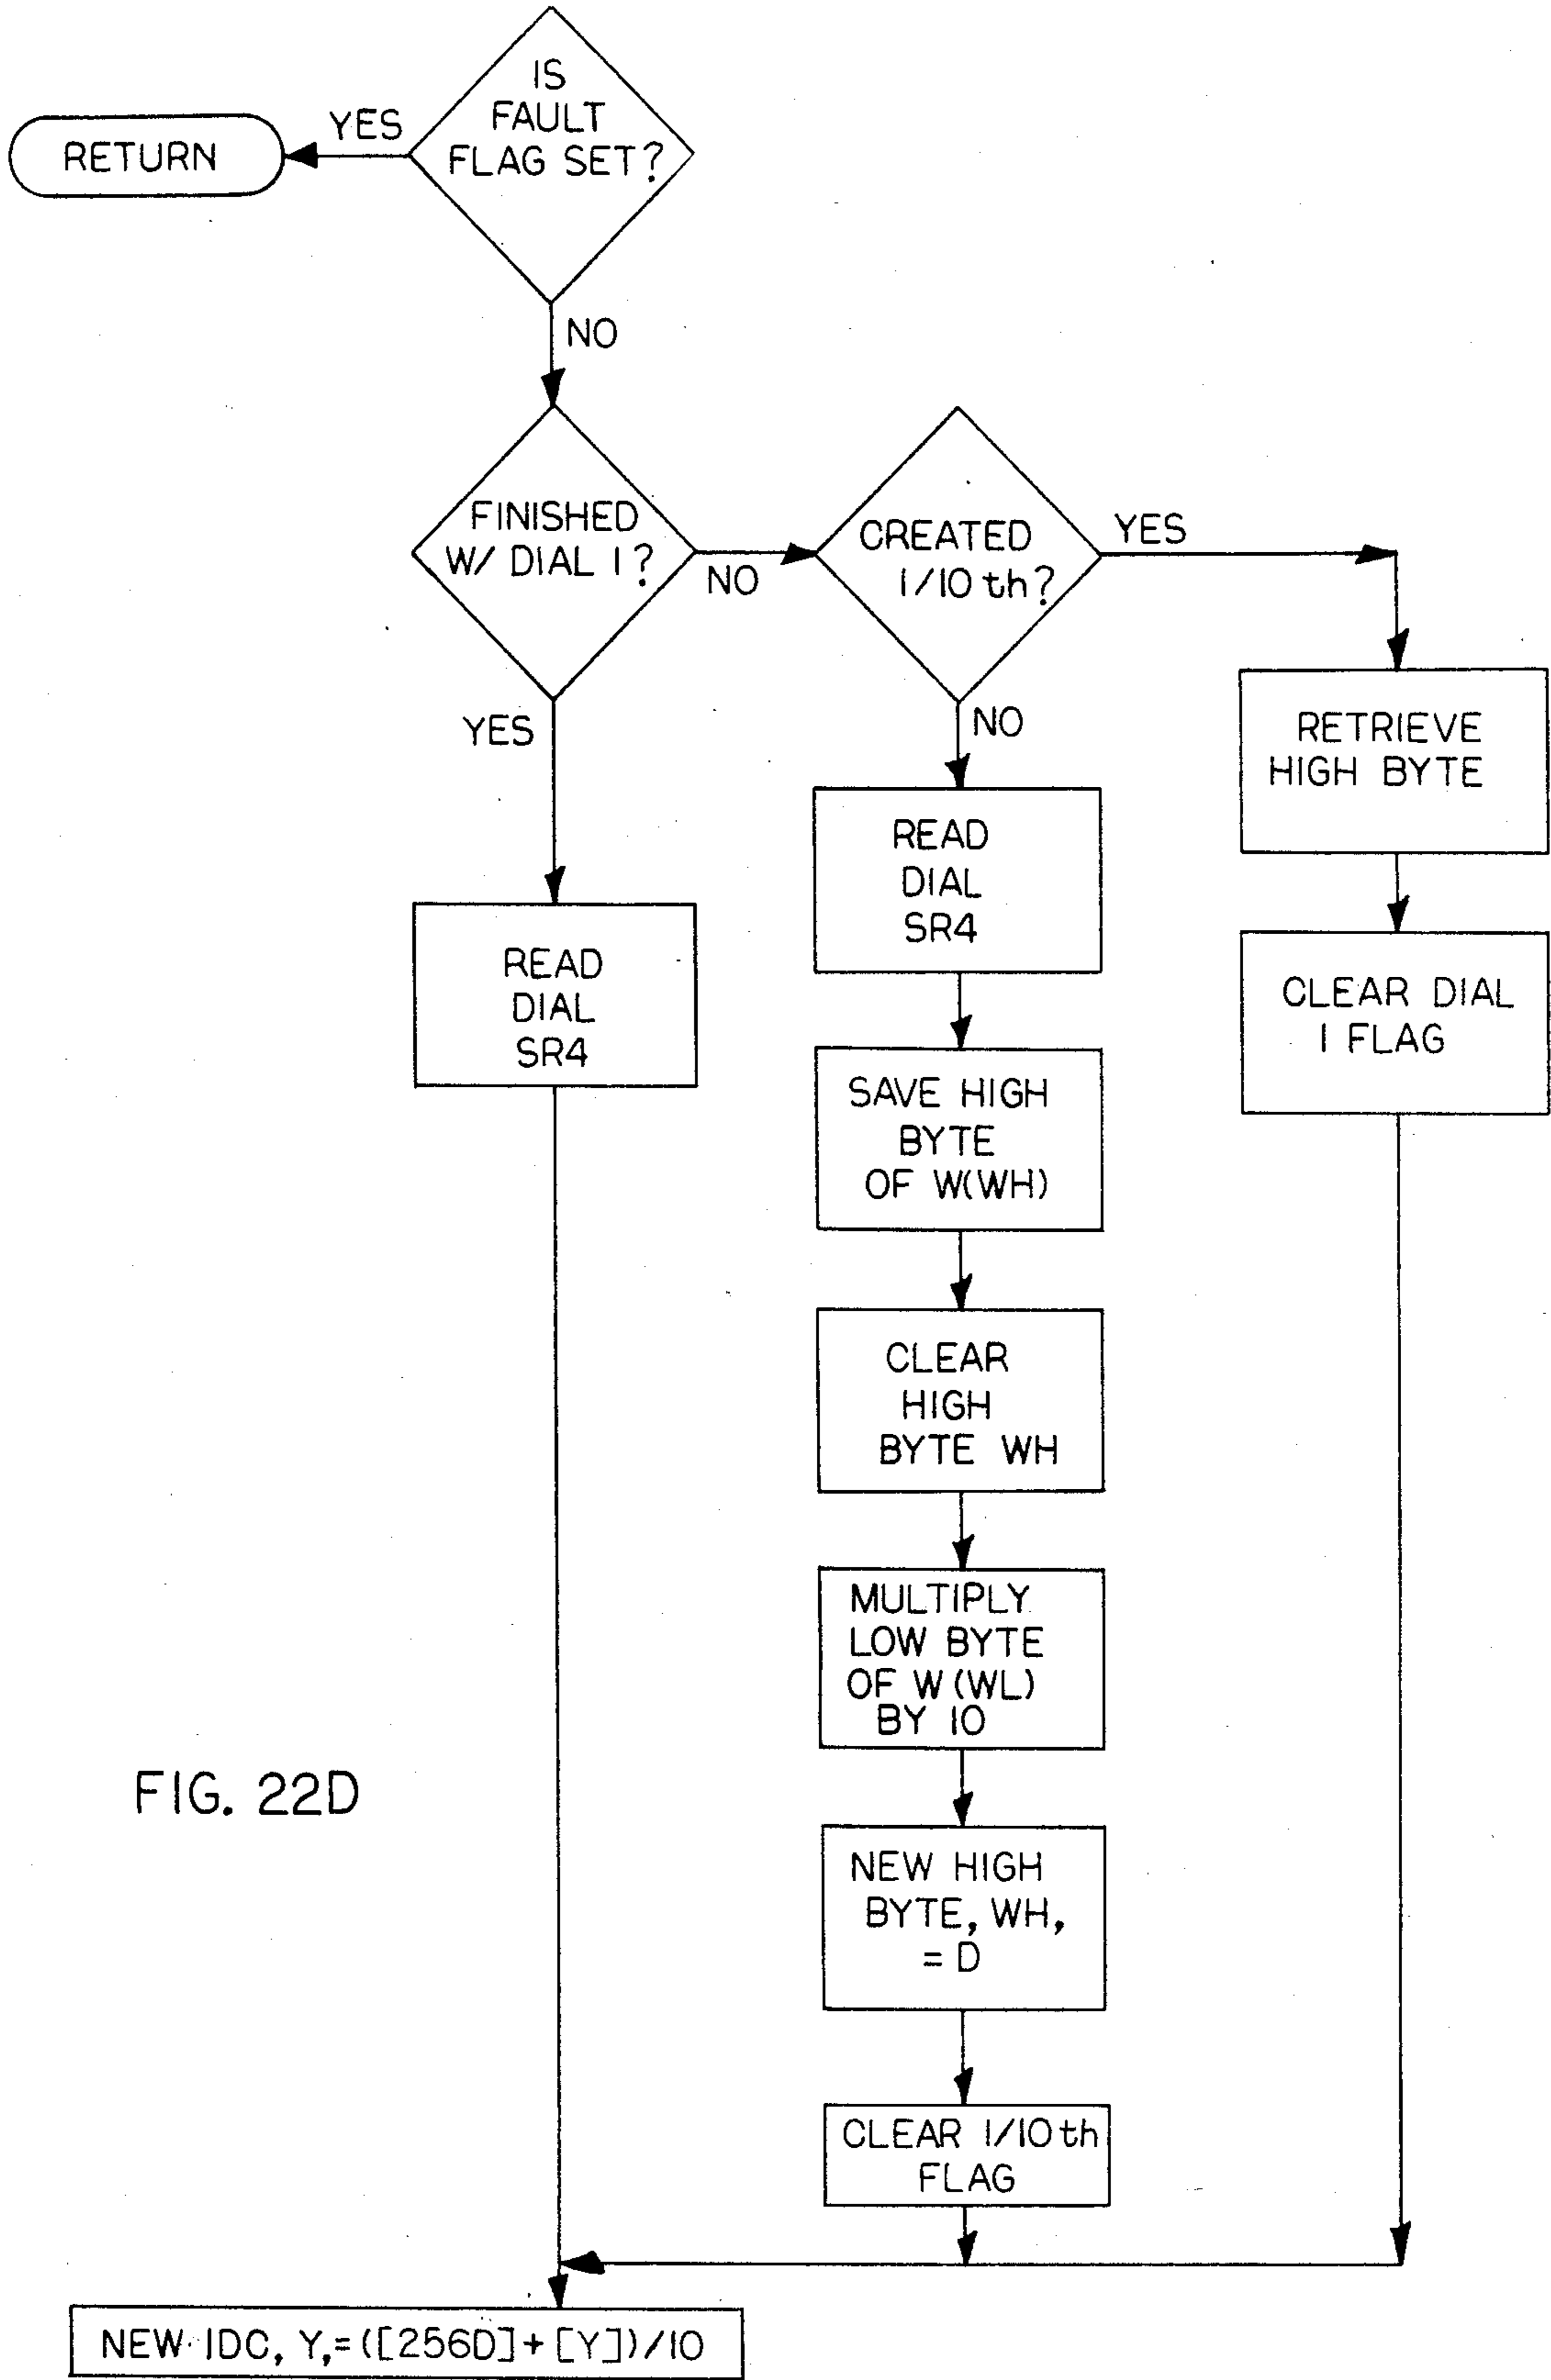 IS
FAULT
FLAG SET?
YES
RETURN
NO
FINISHED
W/ DIAL 1?
NO
CREATED
1/10 th?
YES
YES
NO
RETRIEVE
HIGH BYTE
READ
DIAL
SR4
READ
DIAL
SR4
CLEAR DIAL
1 FLAG
SAVE HIGH
BYTE
OF W(WH)
CLEAR
HIGH
BYTE WH
MULTIPLY
LOW BYTE
OF W(WL)
BY 10
NEW HIGH
BYTE, WH,
= D
CLEAR 1/10th
FLAG
FIG. 22D
NEW IDC, Y,=([256D]+[Y])/10